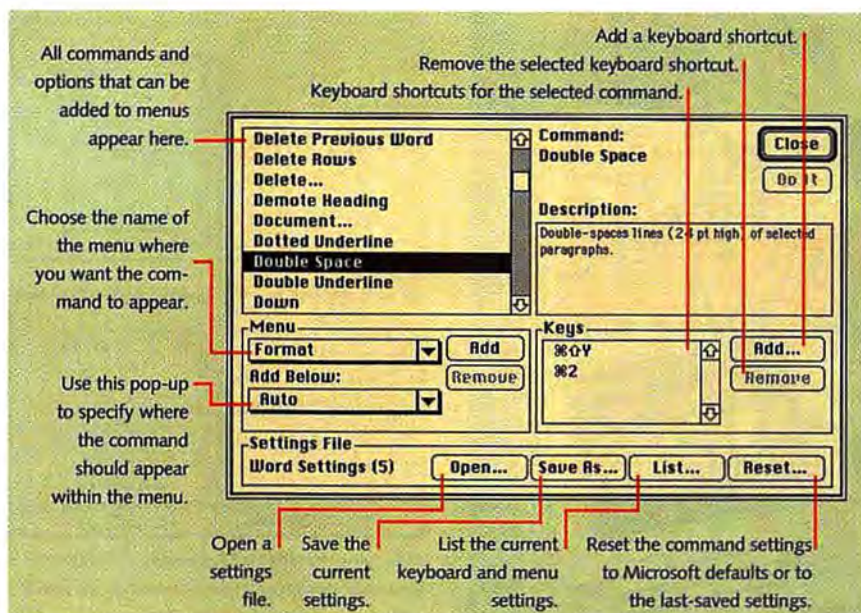 All commands and
options that can be
added to menus
appear here.
Add a keyboard shortcut.
Remove the selected keyboard shortcut.
Keyboard shortcuts for the selected command.
Delete Previous Word
Delete Rows
Delete...
Demote Heading
Document...
Dotted Underline
Double Space
Double Underline
Down
Command:
Double Space
Close
Do It
Description:
Double-spaces lines (24 pt high) of selected
paragraphs.
Choose the name of
the menu where
you want the com-
mand to appear.
Menu
Format
Add
Add Below:
Remove
Auto
Keys
⌘⇧Y
⌘2
Add...
Remove
Use this pop-up
to specify where
the command
should appear
within the menu.
Settings File
Word Settings (5)
Open...
Save As...
List...
Reset...
Open a
settings
file.
Save the
current
settings.
List the current
keyboard and menu
settings.
Reset the command settings
to Microsoft defaults or to
the last-saved settings.